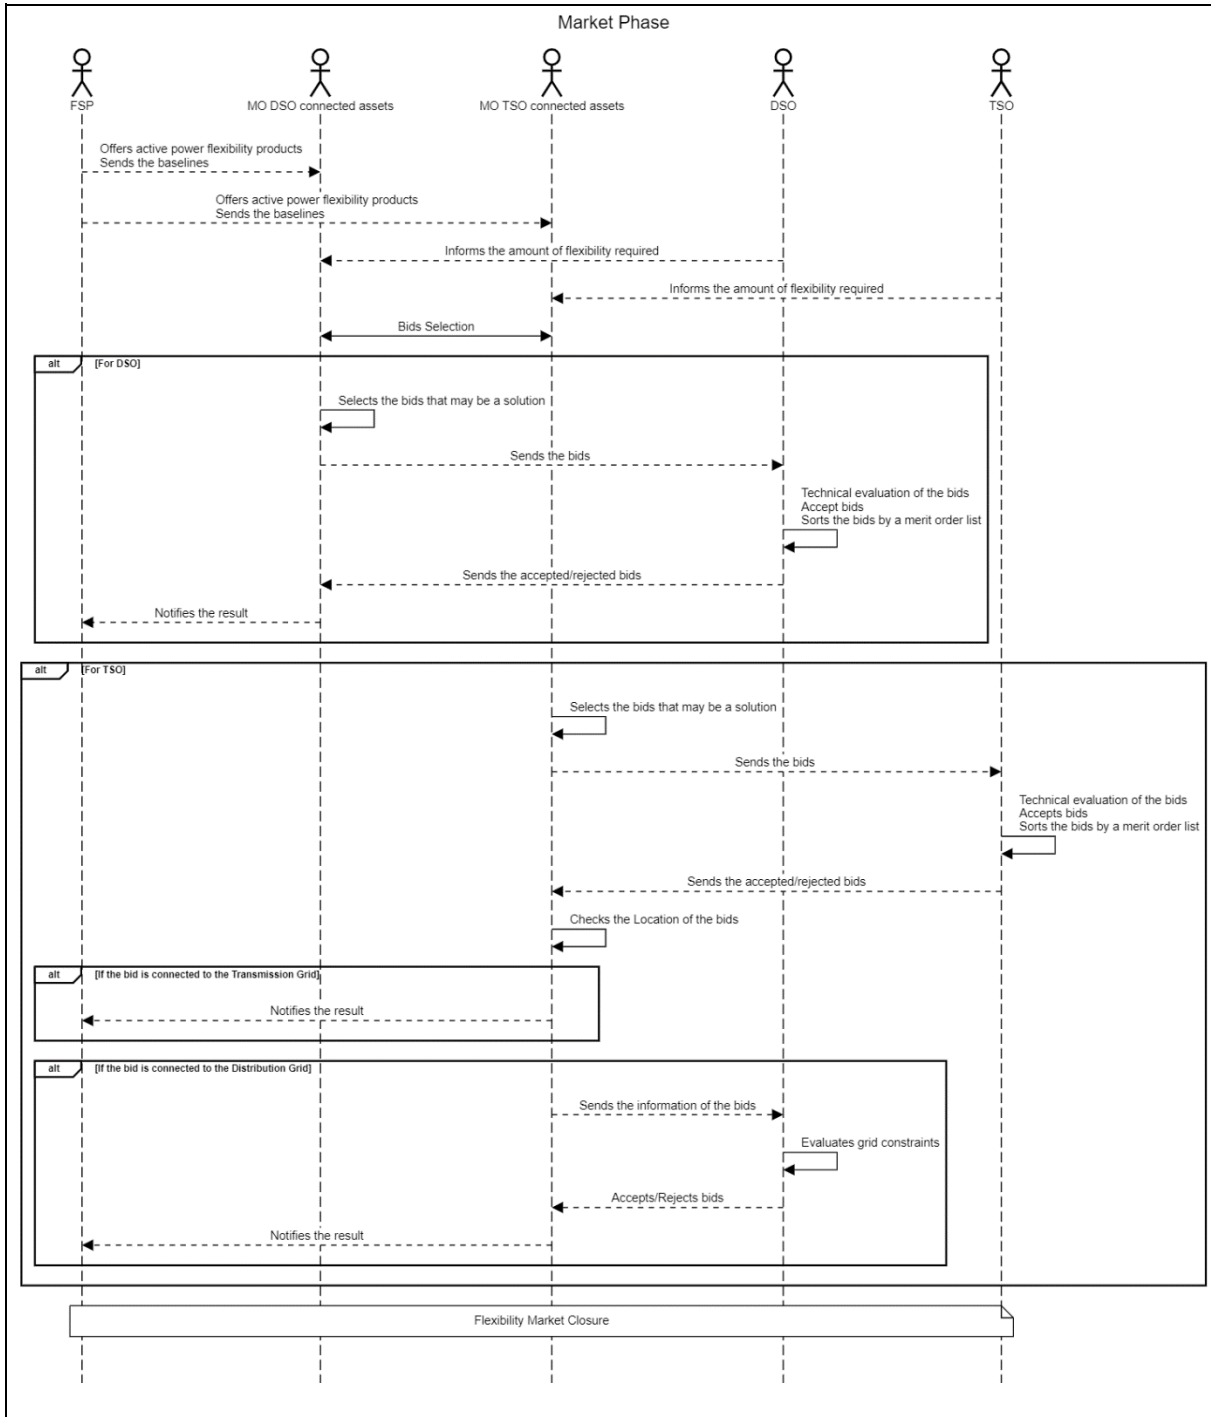 Market Phase
FSP
MO DSO connected assets
MO TSO connected assets
DSO
TSO
Offers active power flexibility products
Sends the baselines
Offers active power flexibility products
Sends the baselines
Informs the amount of flexibility required
Informs the amount of flexibility required
Bids Selection
alt [For DSO]
Selects the bids that may be a solution
Sends the bids
Technical evaluation of the bids
Accept bids
Sorts the bids by a merit order list
Sends the accepted/rejected bids
Notifies the result
alt [For TSO]
Selects the bids that may be a solution
Sends the bids
Technical evaluation of the bids
Accepts bids
Sorts the bids by a merit order list
Sends the accepted/rejected bids
Checks the Location of the bids
alt [If the bid is connected to the Transmission Grid]
Notifies the result
alt [If the bid is connected to the Distribution Grid]
Sends the information of the bids
Evaluates grid constraints
Accepts/Rejects bids
Notifies the result
Flexibility Market Closure